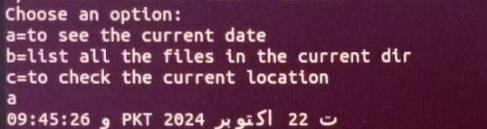 Choose an option:
a=to see the current date
b=list all the files in the current dir
c=to check the current location
a
09:45:26 و PKT 2024 اکتوبر 22 ت